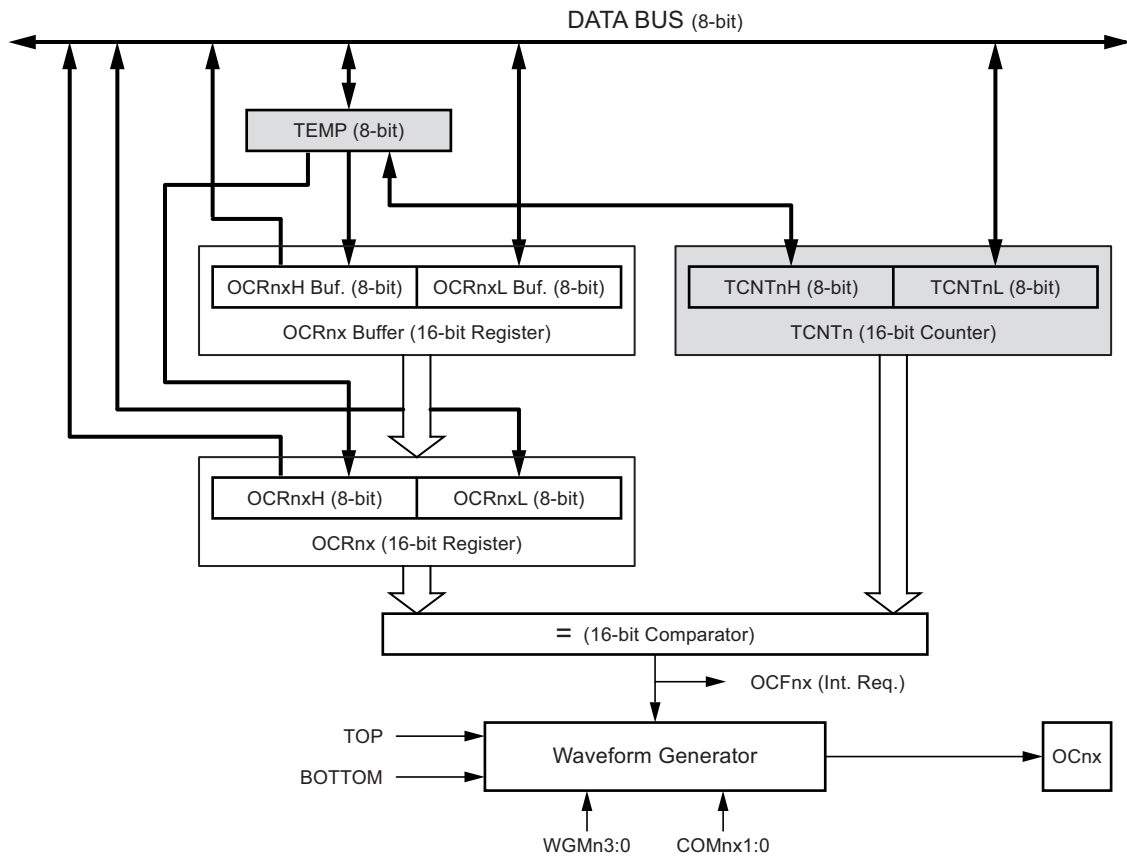 DATA BUS (8-bit)
TEMP (8-bit)
OCRnxH Buf. (8-bit) OCRnxL Buf. (8-bit)
OCRnx Buffer (16-bit Register)
TCNTnH (8-bit) TCNTnL (8-bit)
TCNTn (16-bit Counter)
OCRnxH (8-bit) OCRnxL (8-bit)
OCRnx (16-bit Register)
= (16-bit Comparator)
OCFnx (Int. Req.)
TOP
BOTTOM
Waveform Generator
OCnx
WGMn3:0 COMnx1:0